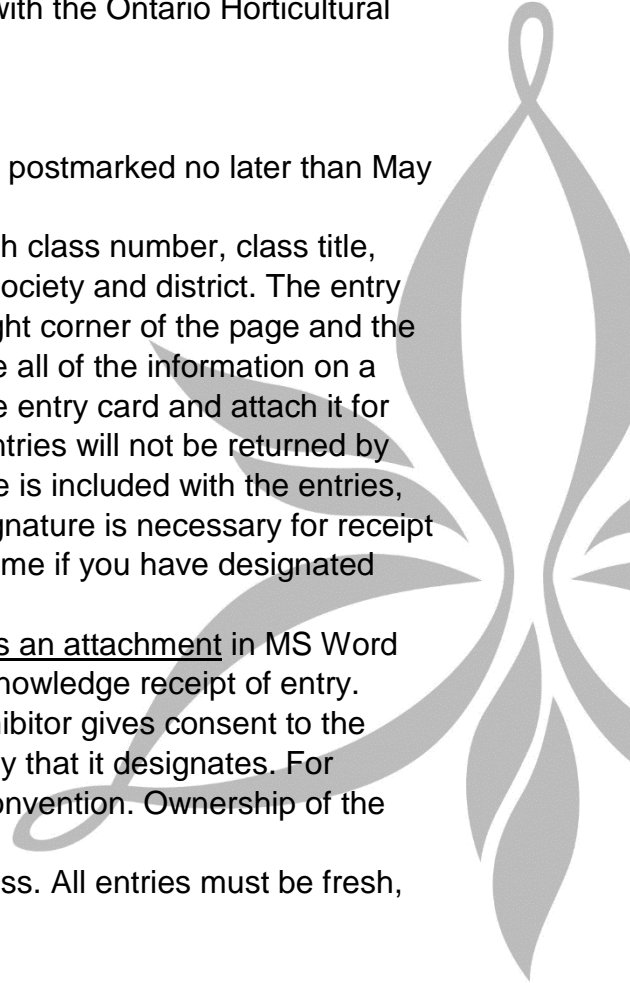 with the Ontario Horticultural
postmarked no later than May
h class number, class title,
ociety and district. The entry
ght corner of the page and the
e all of the information on a
e entry card and attach it for
ntries will not be returned by
e is included with the entries,
gnature is necessary for receipt
me if you have designated
s an attachment in MS Word
nowledge receipt of entry.
hibitor gives consent to the
y that it designates. For
onvention. Ownership of the
ss. All entries must be fresh,